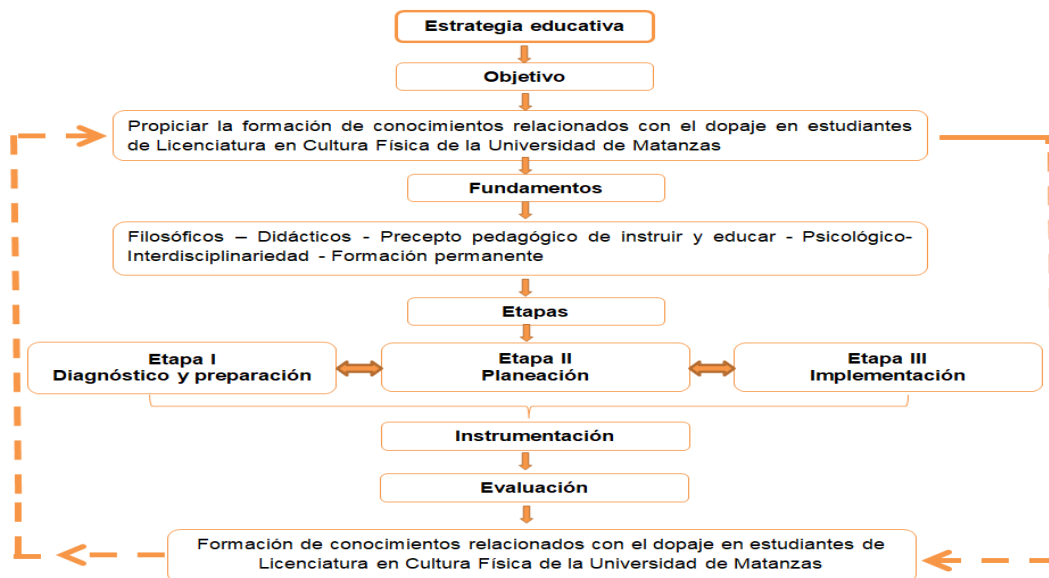 Estrategia educativa
Objetivo
Propiciar la formación de conocimientos relacionados con el dopaje en estudiantes
de Licenciatura en Cultura Física de la Universidad de Matanzas
Fundamentos
Filosóficos – Didácticos - Precepto pedagógico de instruir y educar - Psicológico-
Interdisciplinariedad - Formación permanente
Etapas
Etapa I
Diagnóstico y preparación
Etapa II
Planeación
Etapa III
Implementación
Instrumentación
Evaluación
Formación de conocimientos relacionados con el dopaje en estudiantes de
Licenciatura en Cultura Física de la Universidad de Matanzas